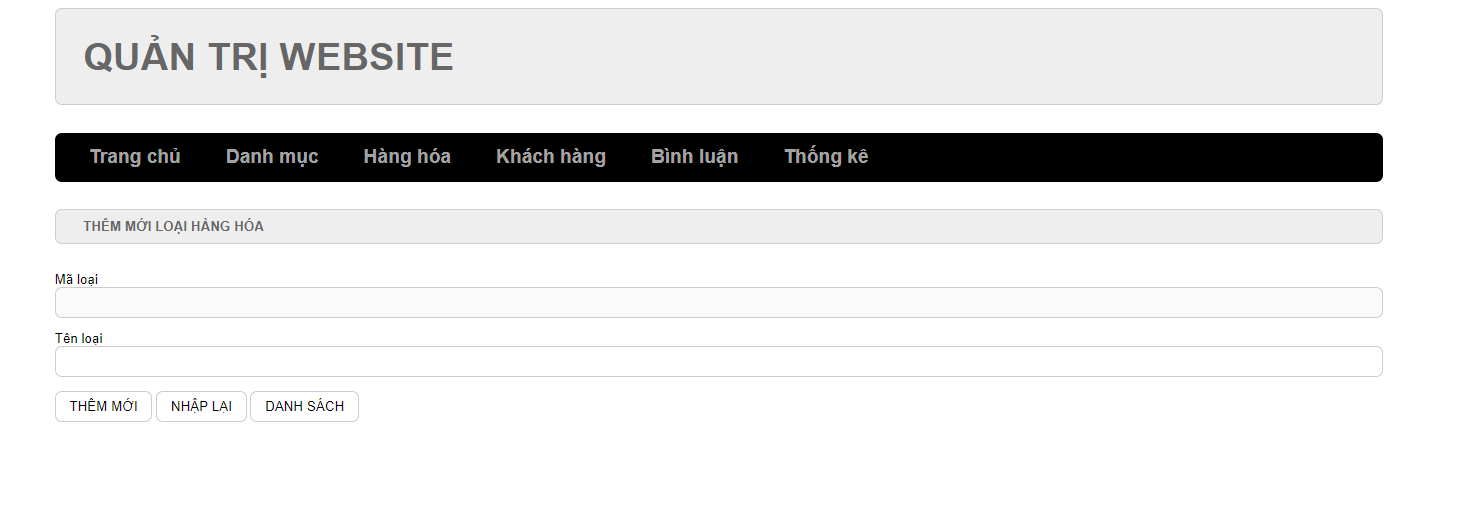 QUẢN TRỊ WEBSITE
Trang chủ Danh mục Hàng hóa Khách hàng Bình luận Thống kê
THÊM MỚI LOẠI HÀNG HÓA
Mã loại
Tên loại
THÊM MỚI NHẬP LẠI DANH SÁCH